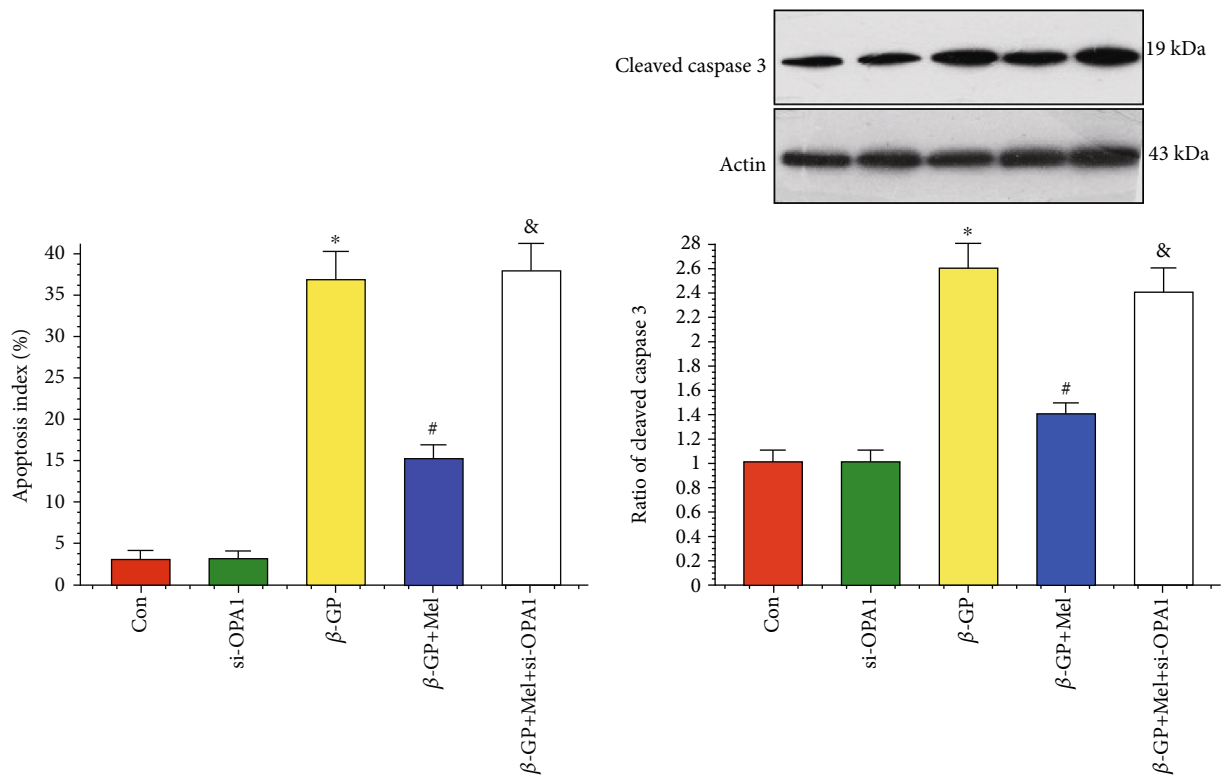 Cleaved caspase 3
19 kDa
Actin
43 kDa
Apoptosis index (%)
40
35
30
25
20
15
10
5
0
*
#
&
Con
si-OPA1
β-GP
β-GP+Mel
β-GP+Mel+si-OPA1
Ratio of cleaved caspase 3
28
2.6
2.4
2.2
2
1.8
1.6
1.4
1.2
1
0.8
0.6
0.4
0.2
0
*
#
&
Con
si-OPA1
β-GP
β-GP+Mel
β-GP+Mel+si-OPA1